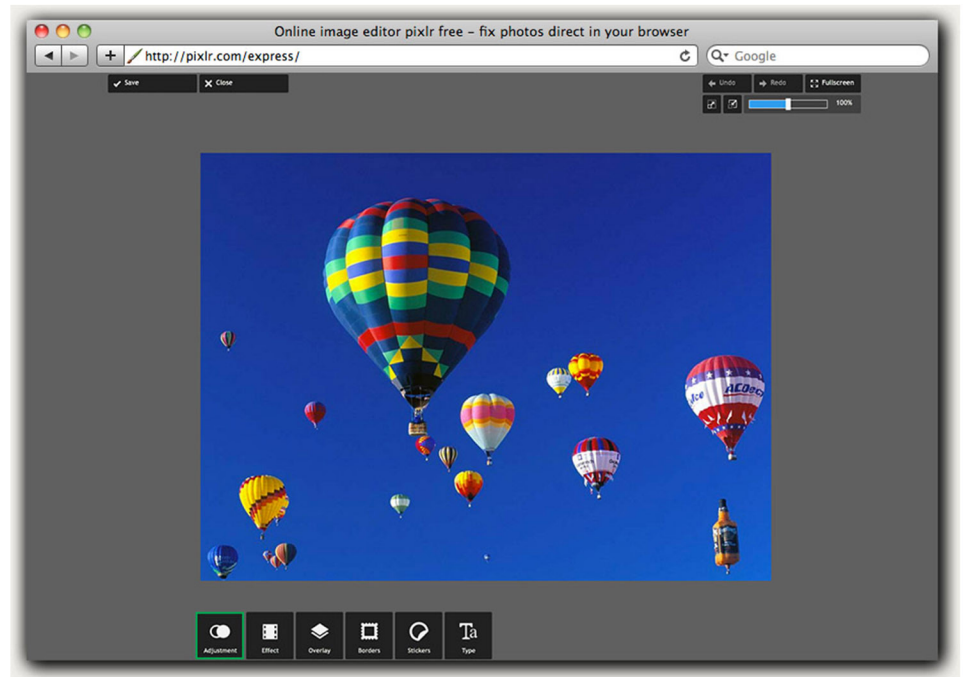 Online image editor pixlr free – fix photos direct in your browser
http://pixlr.com/express/
Google
Save
Close
Undo
Redo
Fullscreen
100%
Adjustment
Effect
Overlay
Borders
Stickers
Ta
Type